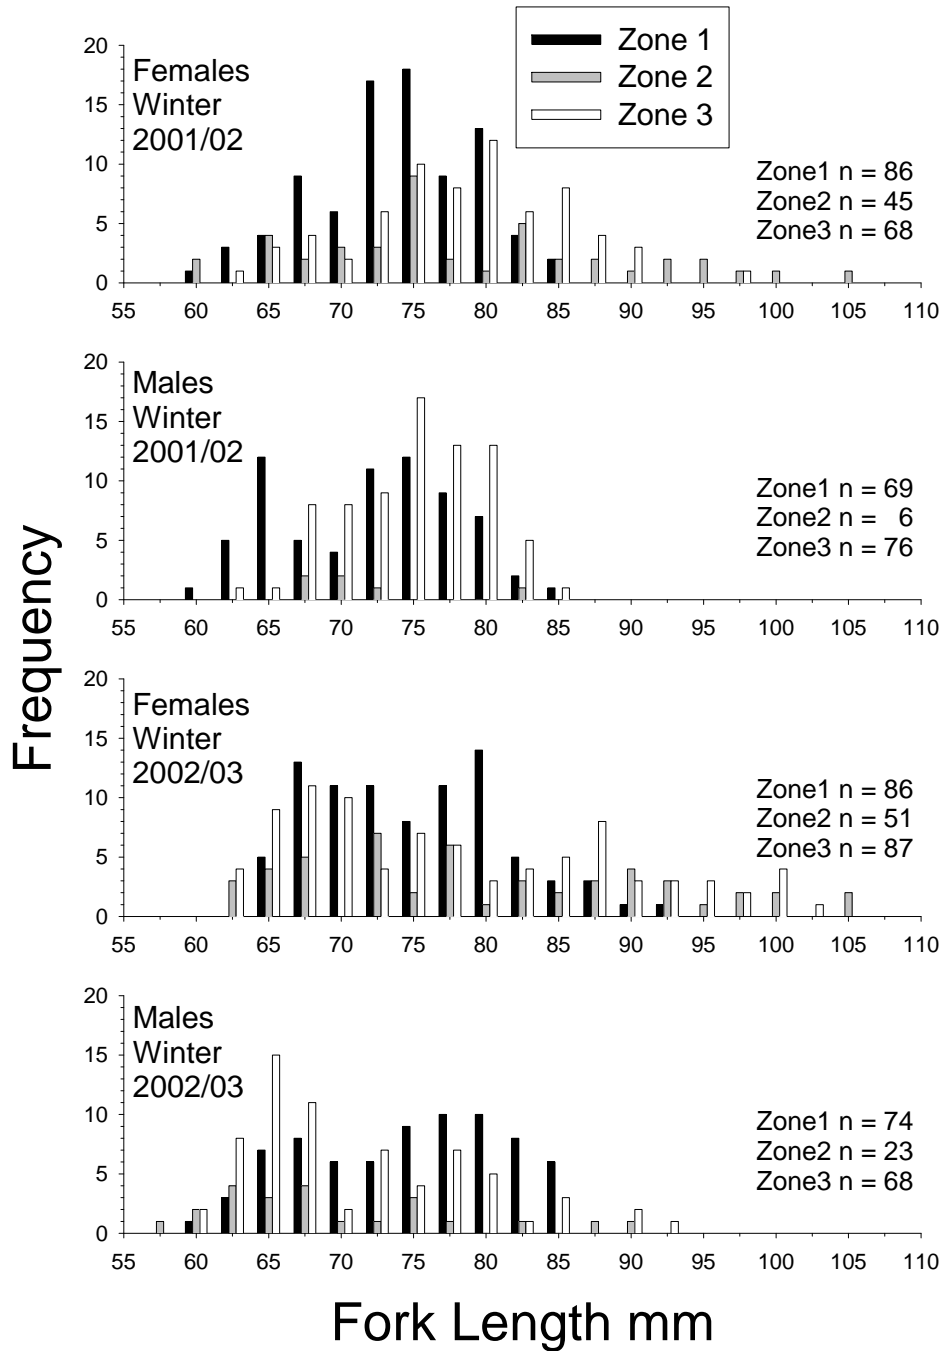 Zone 1
Zone 2
Zone 3
Females
Winter
2001/02
Zone1 n = 86
Zone2 n = 45
Zone3 n = 68
20
15
10
5
0
55 60 65 70 75 80 85 90 95 100 105 110
Males
Winter
2001/02
Zone1 n = 69
Zone2 n = 6
Zone3 n = 76
20
15
10
5
0
55 60 65 70 75 80 85 90 95 100 105 110
Frequency
Females
Winter
2002/03
Zone1 n = 86
Zone2 n = 51
Zone3 n = 87
20
15
10
5
0
55 60 65 70 75 80 85 90 95 100 105 110
Males
Winter
2002/03
Zone1 n = 74
Zone2 n = 23
Zone3 n = 68
20
15
10
5
0
55 60 65 70 75 80 85 90 95 100 105 110
Fork Length mm